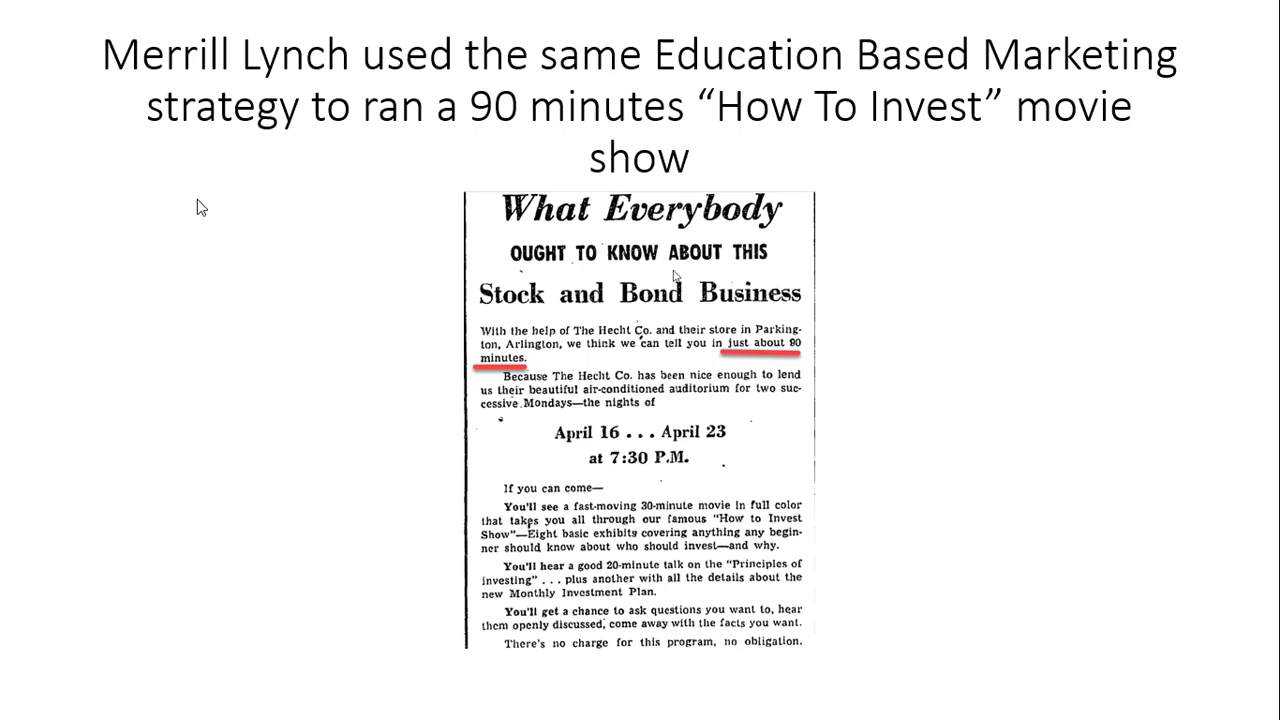 Merrill Lynch used the same Education Based Marketing
strategy to ran a 90 minutes “How To Invest” movie
show
What Everybody
OUGHT TO KNOW ABOUT THIS
Stock and Bond Business
With the help of The Hecht Co. and their store in Parking-
ton, Arlington, we think we can tell you in just about 90
minutes.
Because The Hecht Co. has been nice enough to lend
us their beautiful air-conditioned auditorium for two suc-
cessive Mondays—the nights of
April 16 . . . April 23
at 7:30 P.M.
If you can come—
You'll see a fast-moving 30-minute movie in full color
that takes you all through our famous "How to Invest
Show"—Eight basic exhibits covering anything any begin-
ner should know about who should invest—and why.
You'll hear a good 20-minute talk on the "Principles of
investing" . . . plus another with all the details about the
new Monthly Investment Plan.
You'll get a chance to ask questions you want to, hear
them openly discussed, come away with the facts you want.
There's no charge for this program, no obligation.